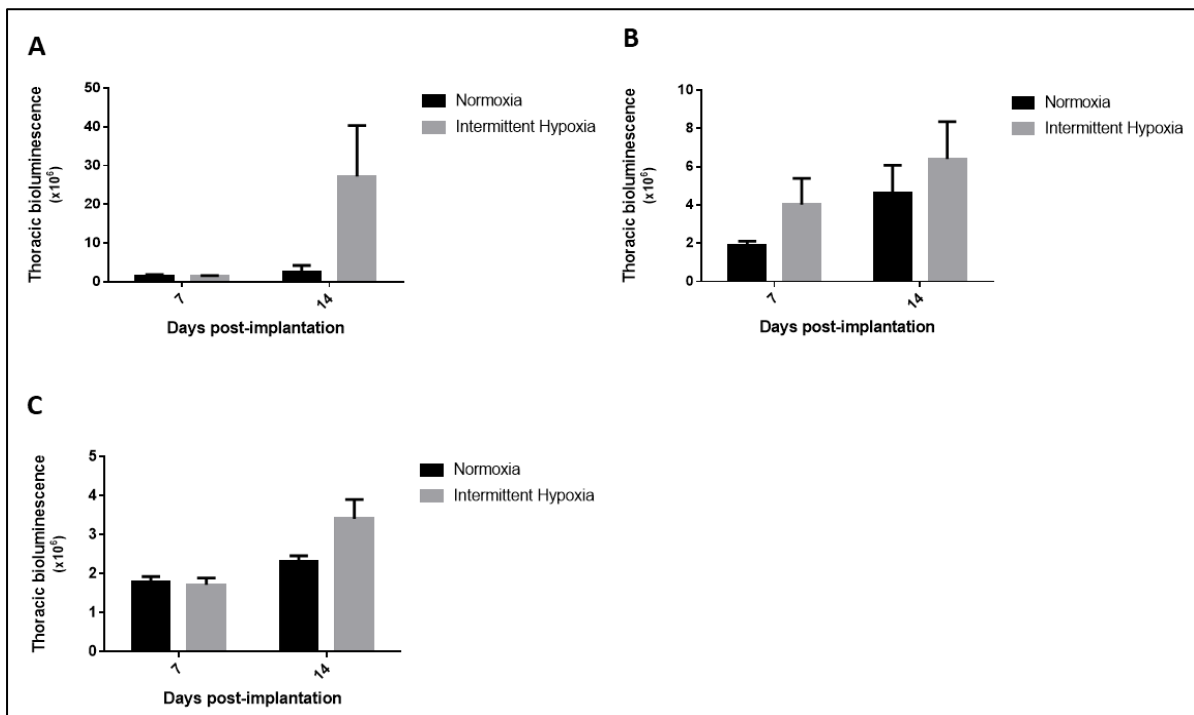 A
Thoracic bioluminescence
(x10⁶)
50
40
30
20
10
0
7
14
Days post-implantation
Normoxia
Intermittent Hypoxia
B
Thoracic bioluminescence
(x10⁶)
10
8
6
4
2
0
7
14
Days post-implantation
Normoxia
Intermittent Hypoxia
C
Thoracic bioluminescence
(x10⁶)
5
4
3
2
1
0
7
14
Days post-implantation
Normoxia
Intermittent Hypoxia